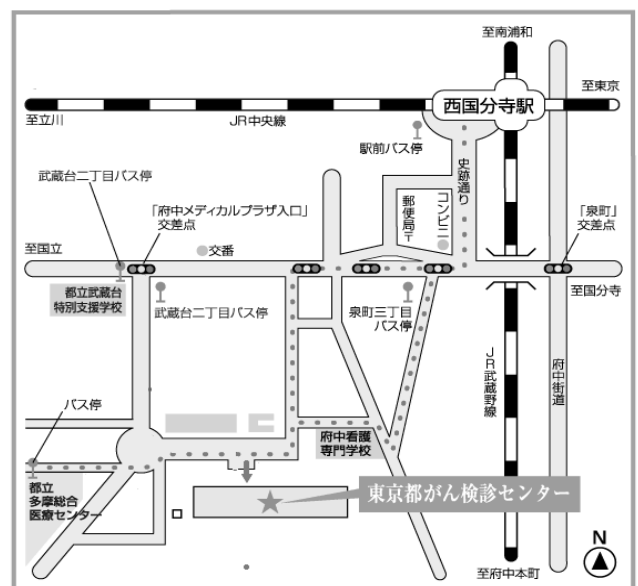 至南浦和
至東京
西国分寺駅
至立川
JR中央線
駅前バス停
史跡通り
武蔵台二丁目バス停
「府中メディカルプラザ入口」
交差点
郵便局〒
コンビニ
「泉町」
交差点
至国立
交番
至国分寺
都立武蔵台
特別支援学校
武蔵台二丁目バス停
泉町三丁目
バス停
JR武蔵野線
府中街道
バス停
府中看護
専門学校
都立
多摩総合
医療センター
東京都がん検診センター
N
至府中本町